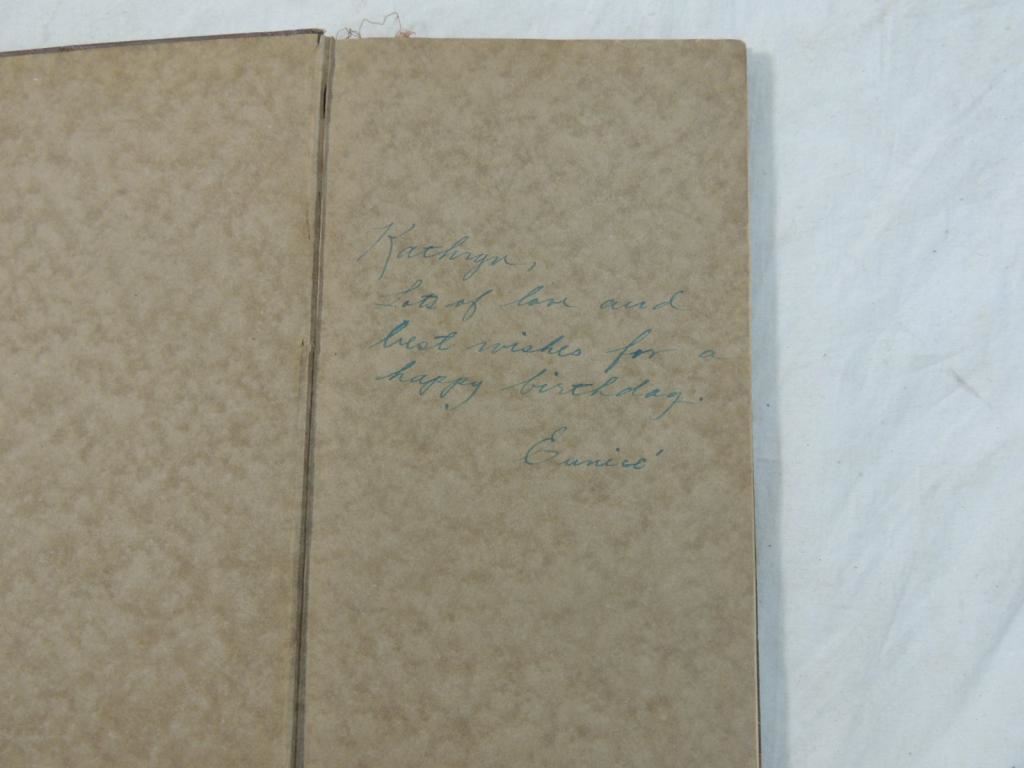 Kathryn,
Lots of love and
best wishes for a
happy birthday.
Eunice